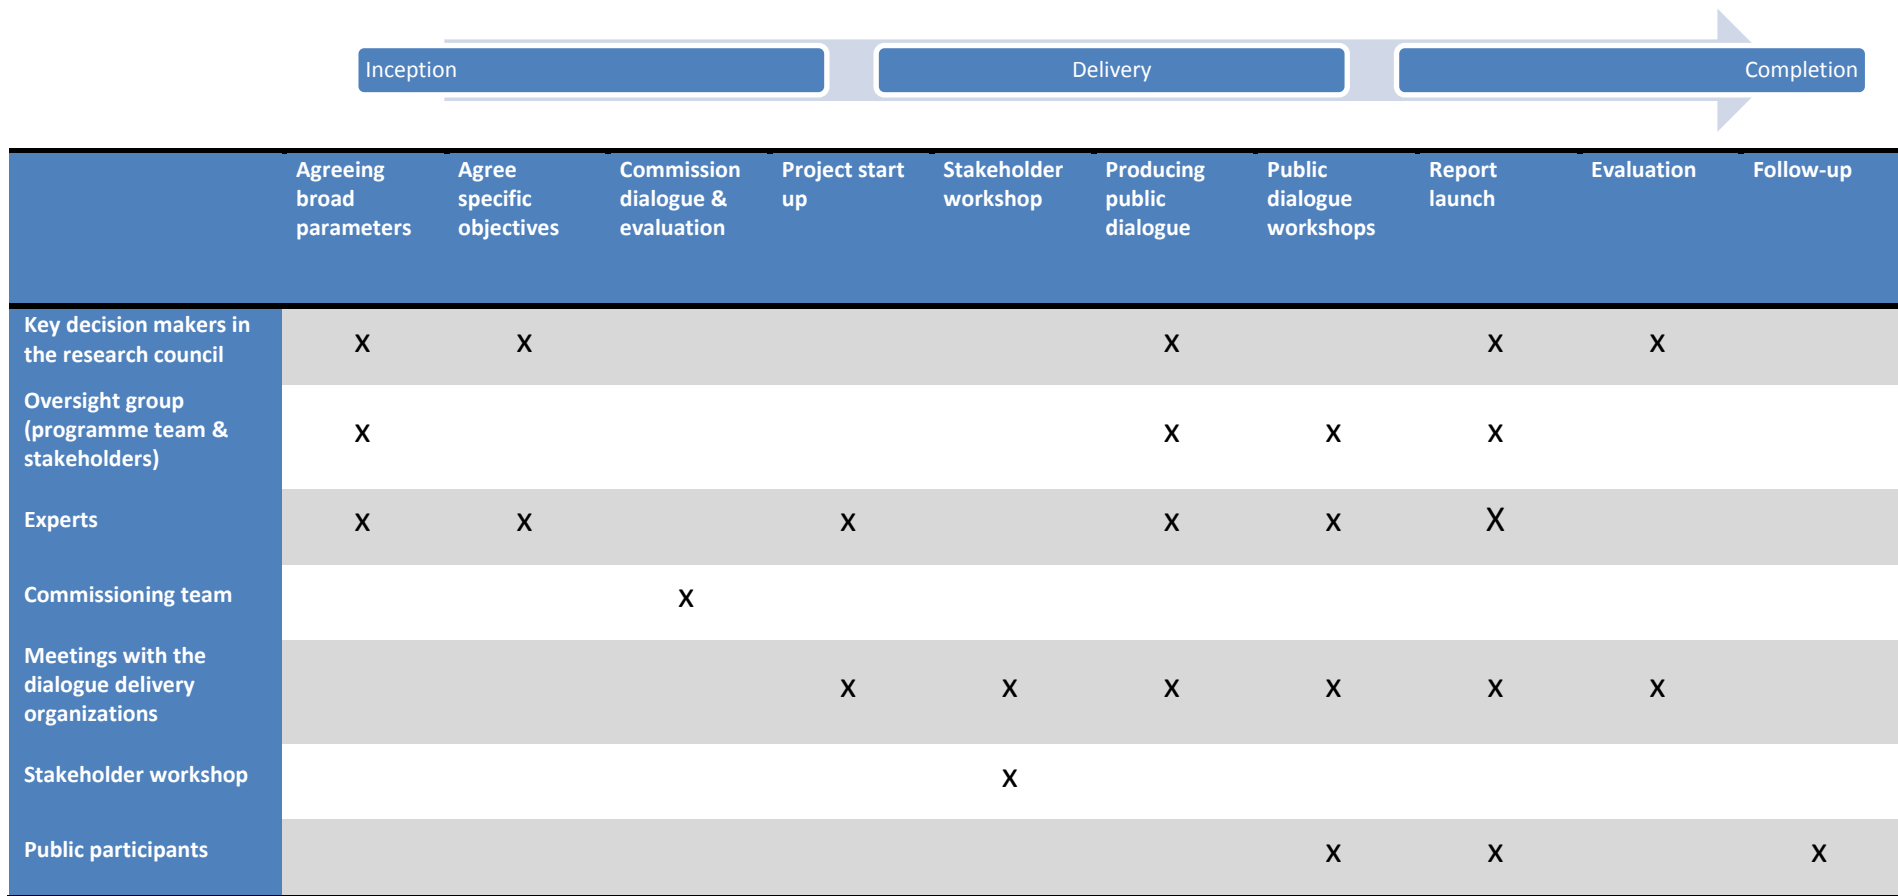 Inception
Delivery
Completion
Agreeing
broad
parameters
Agree
specific
objectives
Commission
dialogue &
evaluation
Project start
up
Stakeholder
workshop
Producing
public
dialogue
Public
dialogue
workshops
Report
launch
Evaluation
Follow-up
Key decision makers in
the research council
X X X X X
Oversight group
(programme team &
stakeholders)
X X X X
Experts
X X X X X X
Commissioning team
X
Meetings with the
dialogue delivery
organizations
X X X X X X
Stakeholder workshop
X
Public participants
X X X